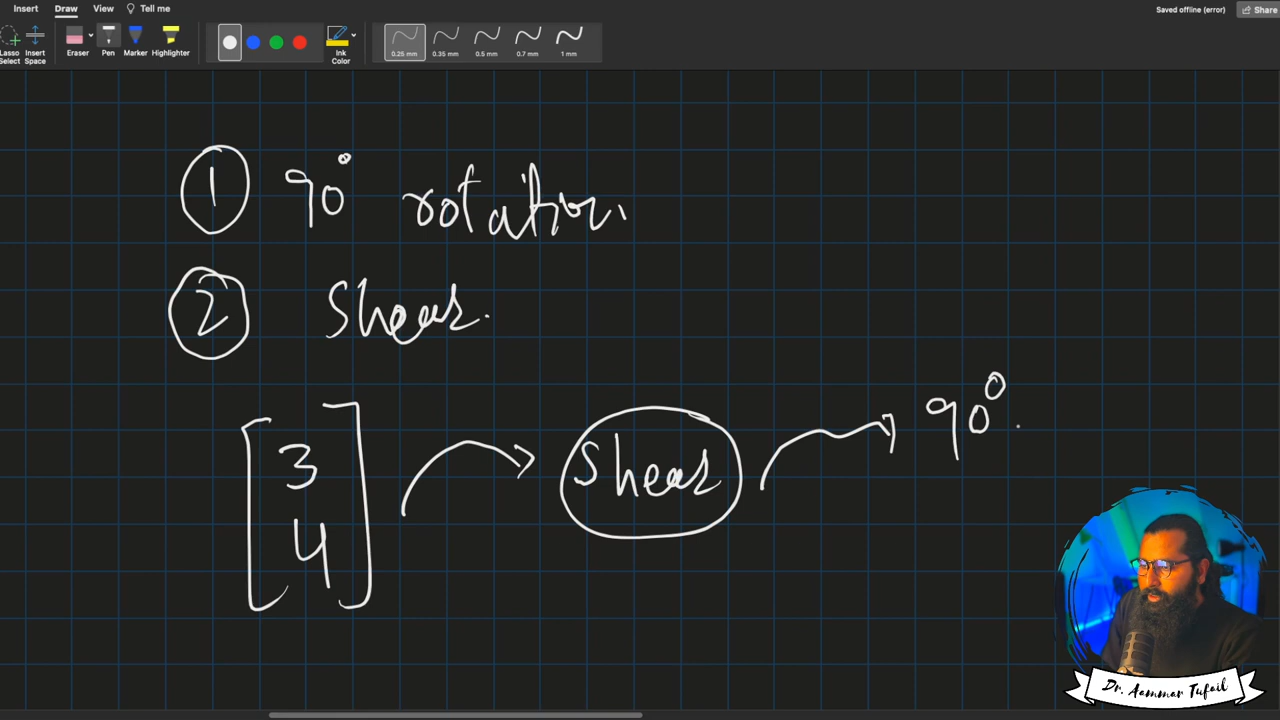 Insert Draw View Tell me
Saved offline (error) Share
Lasso Select Insert Space Eraser Pen Marker Highlighter Ink Color 0.25 mm 0.35 mm 0.5 mm 0.7 mm 1 mm
1 90° rotation.
2 Shear.
[3 4] Shear 90°.
Dr. Aammar Tufail